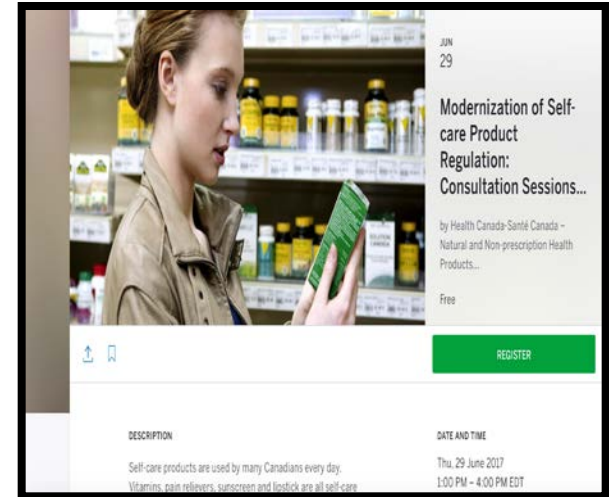 JUN
29
Modernization of Self-
care Product
Regulation:
Consultation Sessions...
by Health Canada-Santé Canada –
Natural and Non-prescription Health
Products...
Free
REGISTER
DESCRIPTION
Self-care products are used by many Canadians every day.
Vitamins, pain relievers, sunscreen and lipstick are all self-care
DATE AND TIME
Thu, 29 June 2017
1:00 PM – 4:00 PM EDT